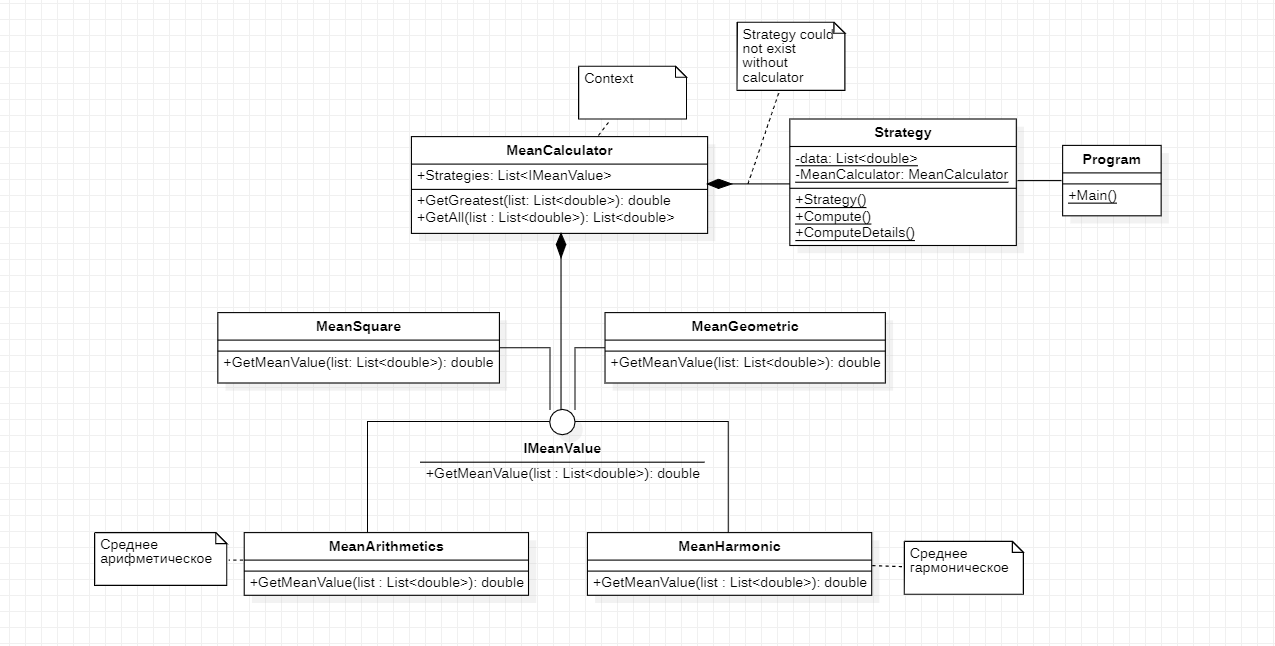 Strategy could
not exist
without
calculator
Context
MeanCalculator
+Strategies: List<IMeanValue>
+GetGreatest(list: List<double>): double
+GetAll(list : List<double>): List<double>
Strategy
-data: List<double>
-MeanCalculator: MeanCalculator
+Strategy()
+Compute()
+ComputeDetails()
Program
+Main()
MeanSquare
+GetMeanValue(list: List<double>): double
MeanGeometric
+GetMeanValue(list: List<double>): double
IMeanValue
+GetMeanValue(list : List<double>): double
Среднее
арифметическое
MeanArithmetics
+GetMeanValue(list : List<double>): double
MeanHarmonic
+GetMeanValue(list : List<double>): double
Среднее
гармоническое